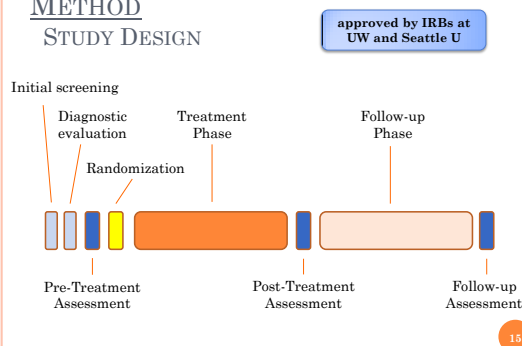 METHOD
STUDY DESIGN
approved by IRBs at
UW and Seattle U
Initial screening
Diagnostic
evaluation
Treatment
Phase
Follow-up
Phase
Randomization
Pre-Treatment
Assessment
Post-Treatment
Assessment
Follow-up
Assessment
15